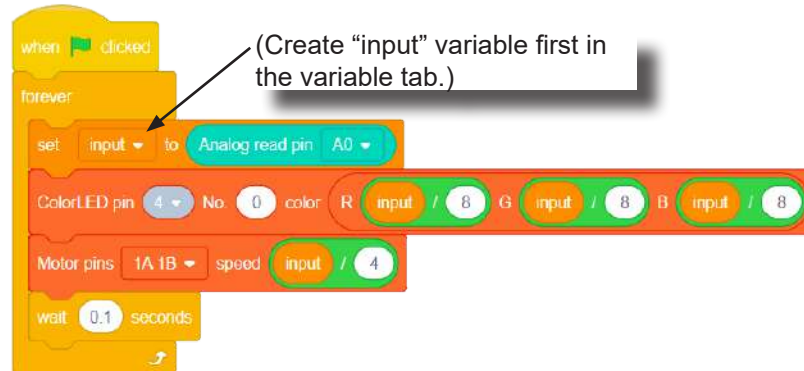 when clicked
(Create “input” variable first in
the variable tab.)
forever
set input to Analog read pin A0
ColorLED pin 4 No. 0 color R input / 8 G input / 8 B input / 8
Motor pins 1A 1B speed input / 4
wait 0.1 seconds